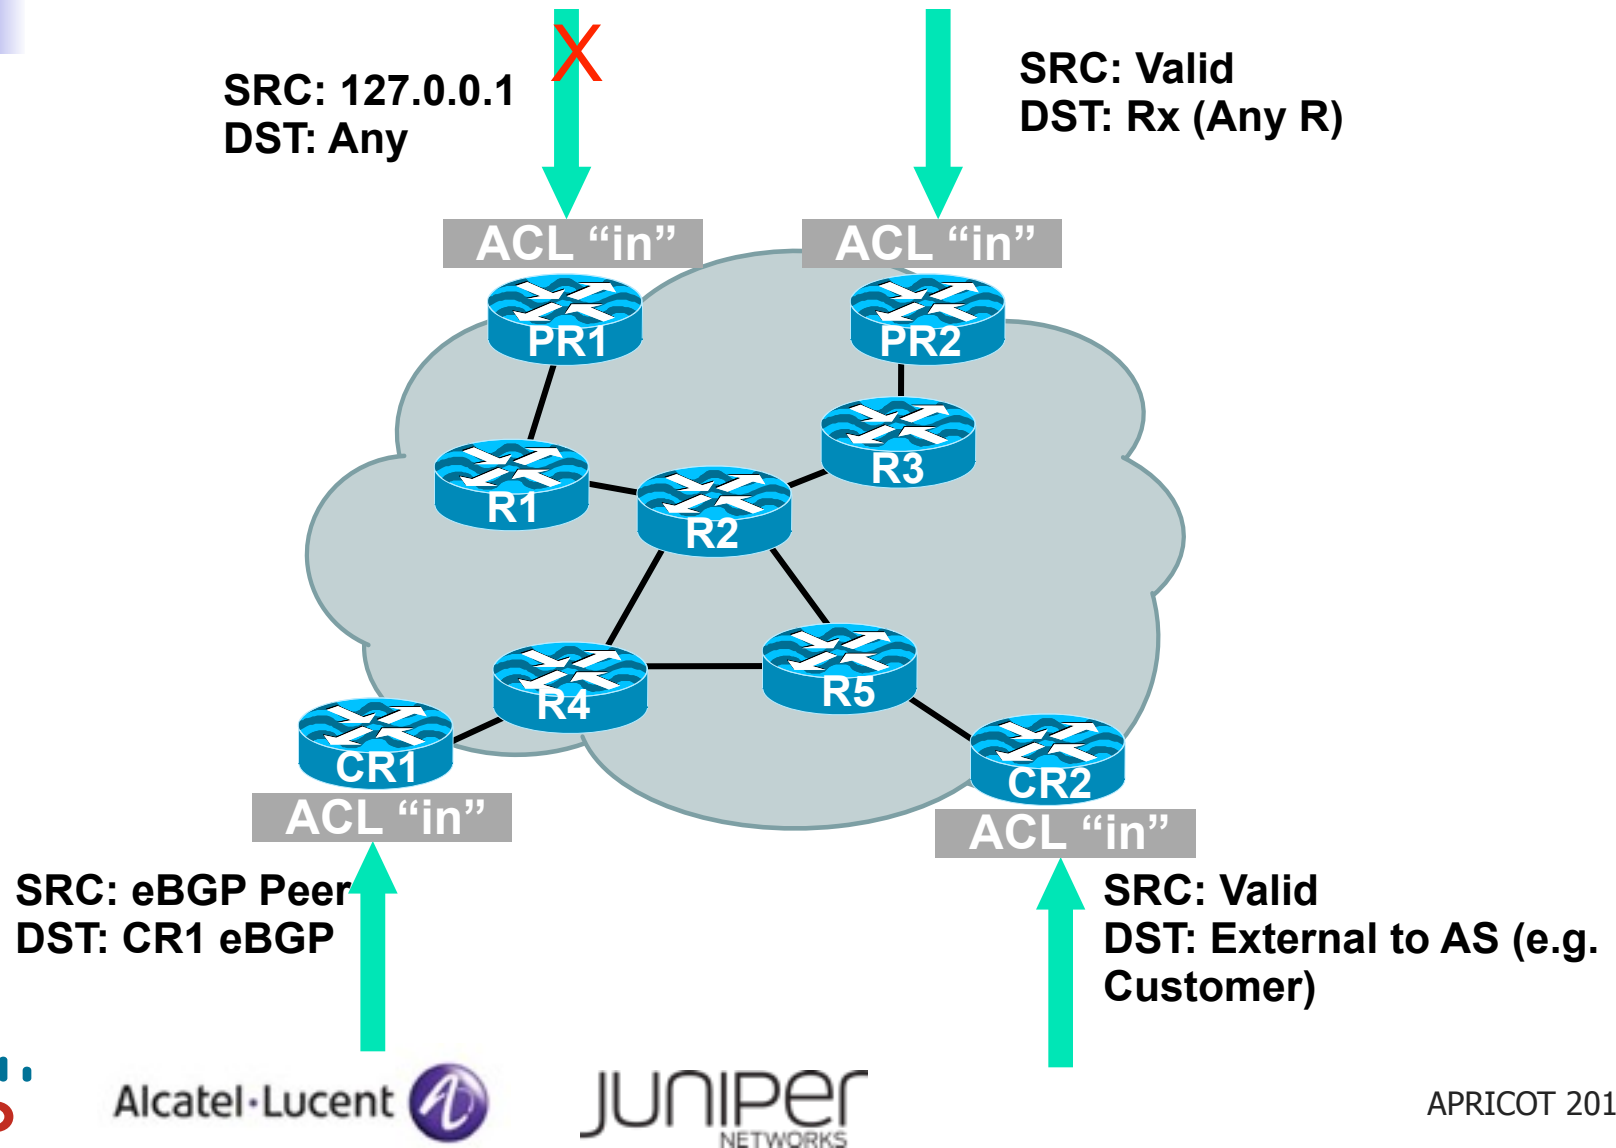 X
SRC: 127.0.0.1
DST: Any
SRC: Valid
DST: Rx (Any R)
ACL “in”
ACL “in”
PR1
PR2
R1
R2
R3
R4
R5
CR1
CR2
ACL “in”
ACL “in”
SRC: eBGP Peer
DST: CR1 eBGP
SRC: Valid
DST: External to AS (e.g.
Customer)
Alcatel·Lucent
JUNIPER
NETWORKS
APRICOT 201